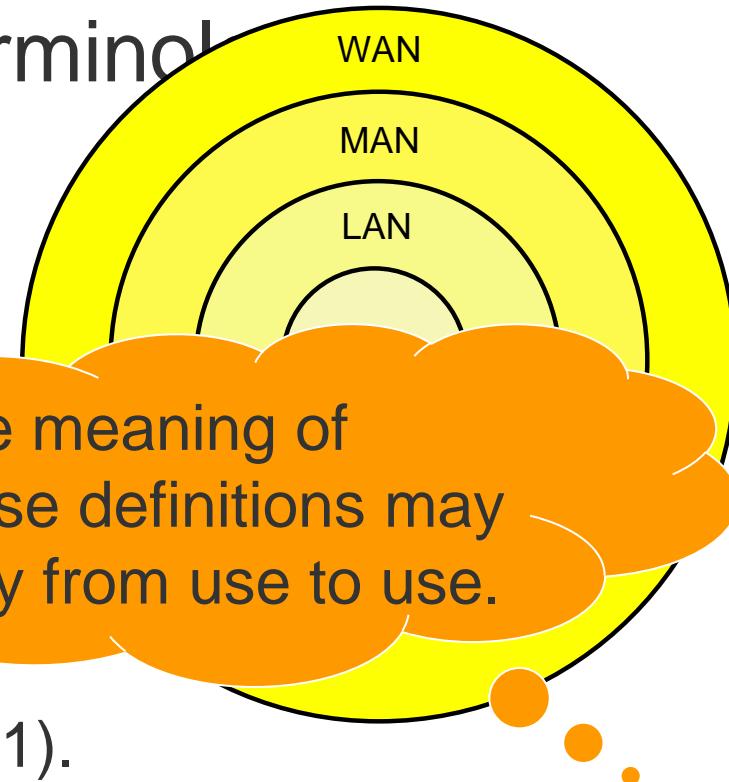 rminol
WAN
MAN
LAN
e meaning of
se definitions may
y from use to use.
1).